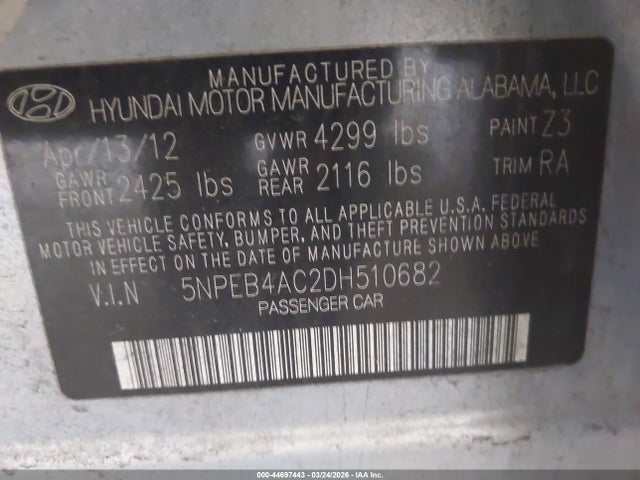 MANUFACTURED BY
HYUNDAI MOTOR MANUFACTURING ALABAMA, LLC
Apr/13/12 GVWR 4299 lbs PAINT Z3
GAWR FRONT 2425 lbs GAWR REAR 2116 lbs TRIM RA
THIS VEHICLE CONFORMS TO ALL APPLICABLE U.S.A. FEDERAL
MOTOR VEHICLE SAFETY, BUMPER, AND THEFT PREVENTION STANDARDS
IN EFFECT ON THE DATE OF MANUFACTURE SHOWN ABOVE
V.I.N 5NPEB4AC2DH510682
PASSENGER CAR
000-44697443 - 03/24/2026 - IAAI.COM